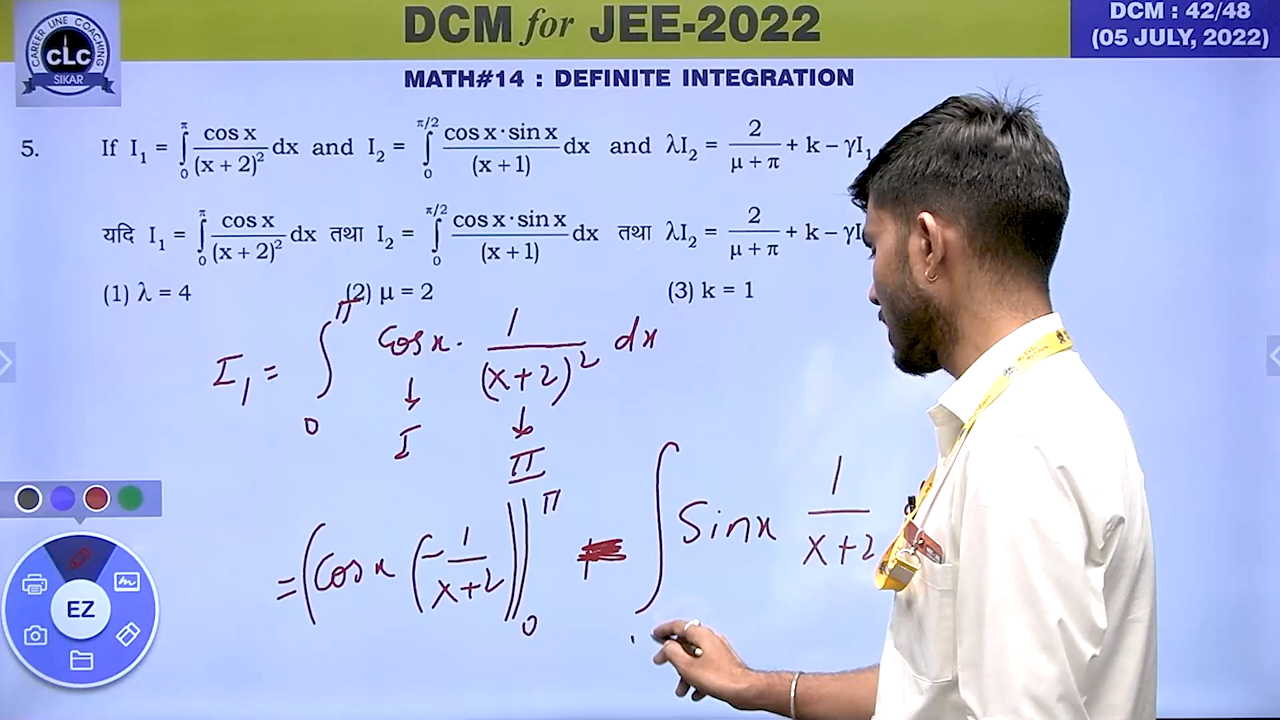 DCM for JEE-2022
DCM : 42/48
(05 JULY, 2022)
CAREER LINE COACHING
CLC
SIKAR
MATH#14 : DEFINITE INTEGRATION
5. If I₁ = ∫₀^π cos x / (x + 2)² dx and I₂ = ∫₀^(π/2) cos x · sin x / (x + 1) dx and λI₂ = 2 / (μ + π) + k − γI₁
यदि I₁ = ∫₀^π cos x / (x + 2)² dx तथा I₂ = ∫₀^(π/2) cos x · sin x / (x + 1) dx तथा λI₂ = 2 / (μ + π) + k − γI
(1) λ = 4 (2) μ = 2 (3) k = 1
I₁ = ∫₀^π cos x · 1 / (x+2)² dx
I II
= (cos x (− 1 / (x+2)))₀^π ∫ sin x 1 / (x+2)
EZ